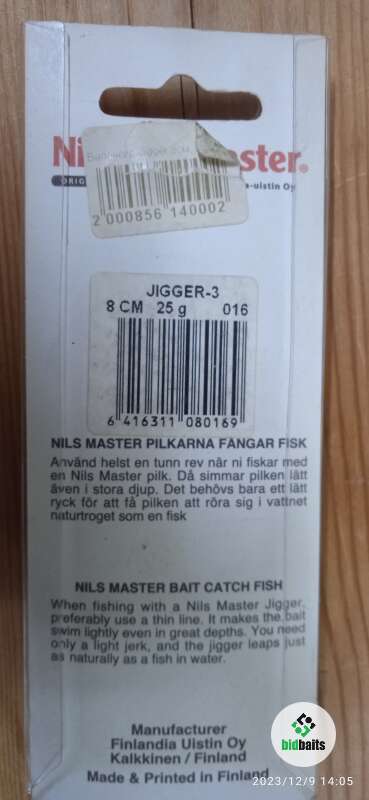 Ni ster.
ORIG a-uistin Oy
2 000856 140002
JIGGER-3
8 CM 25 g 016
6 416311 080169
NILS MASTER PILKARNA FÅNGAR FISK
Använd helst en tunn rev när ni fiskar med
en Nils Master pilk. Då simmar pilken lätt
även i stora djup. Det behövs bara ett lätt
ryck för att få pilken att röra sig i vattnet
naturtroget som en fisk
NILS MASTER BAIT CATCH FISH
When fishing with a Nils Master Jigger,
preferably use a thin line. It makes the bait
swim lightly even in great depths. You need
only a light jerk, and the jigger leaps just
as naturally as a fish in water.
Manufacturer
Finlandia Uistin Oy
Kalkkinen / Finland
Made & Printed in Finland
bidbaits
2023/12/9 14:05